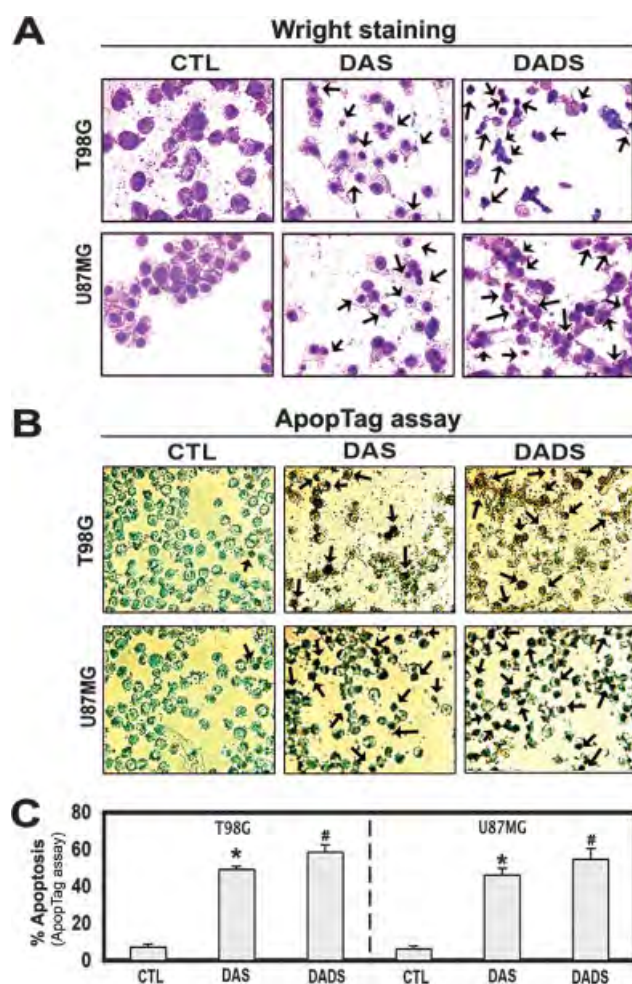 A
Wright staining
CTL DAS DADS
T98G
U87MG
B
ApopTag assay
CTL DAS DADS
T98G
U87MG
C
% Apoptosis
(ApopTag assay)
80
60
40
20
0
T98G U87MG
* # * #
CTL DAS DADS CTL DAS DADS